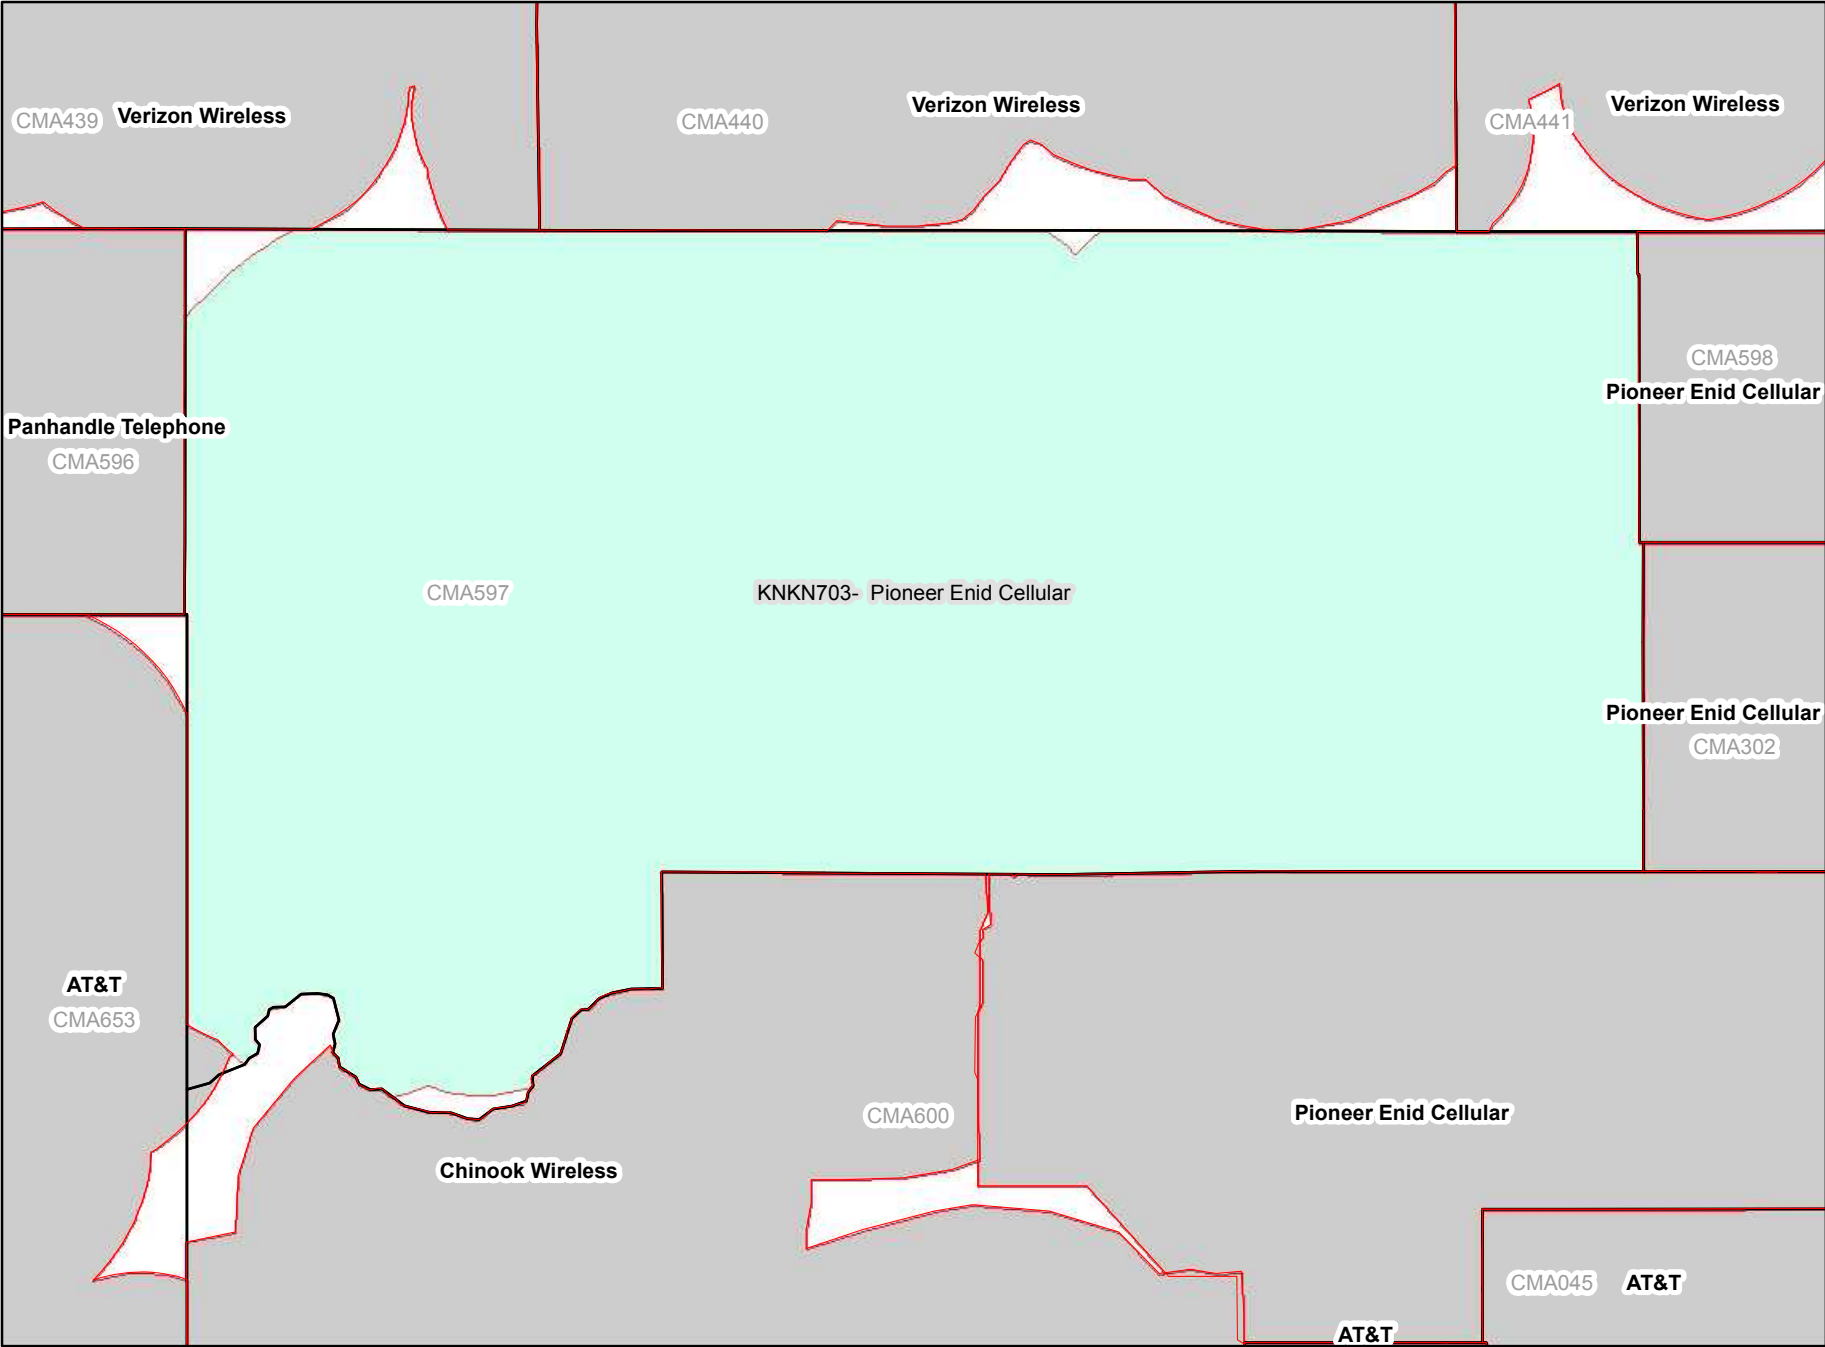 CMA439 Verizon Wireless
CMA440
Verizon Wireless
CMA441
Verizon Wireless
CMA598
Pioneer Enid Cellular
Panhandle Telephone
CMA596
CMA597
KNKN703- Pioneer Enid Cellular
Pioneer Enid Cellular
CMA302
AT&T
CMA653
CMA600
Pioneer Enid Cellular
Chinook Wireless
CMA045 AT&T
AT&T